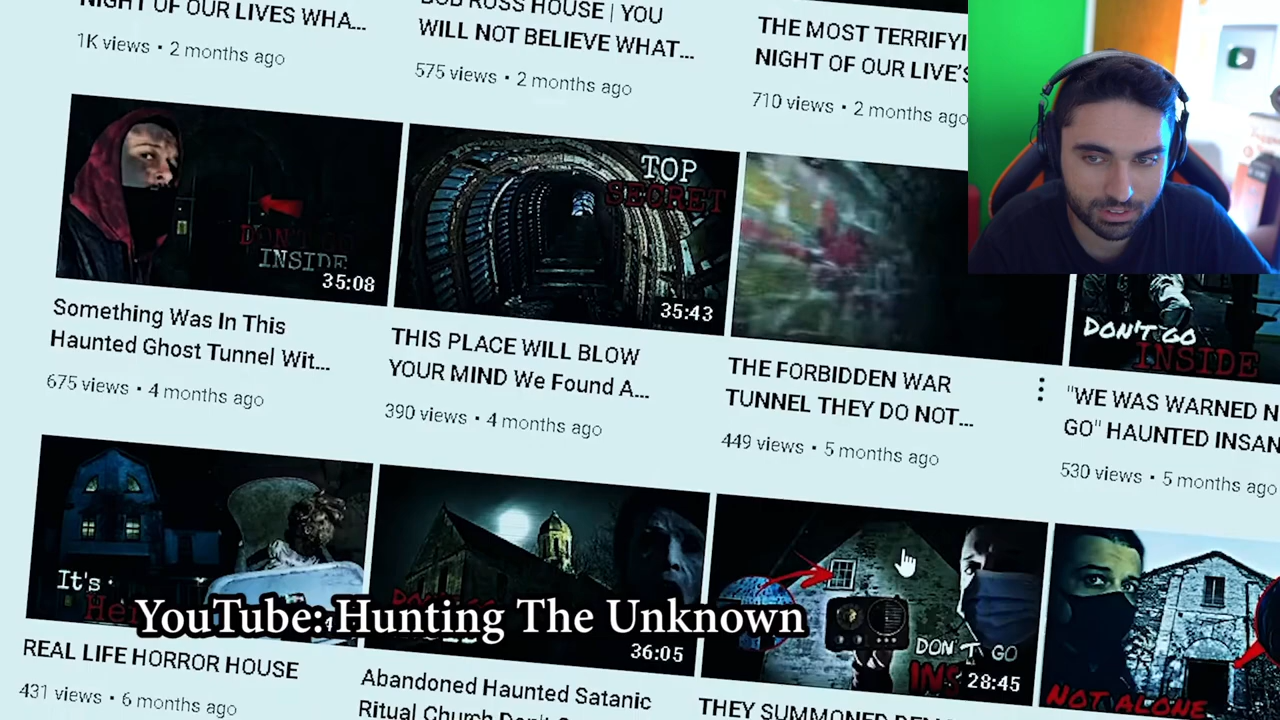 NIGHT OF OUR LIVES WHA...
1K views • 2 months ago
BOB ROSS HOUSE | YOU
WILL NOT BELIEVE WHAT...
575 views • 2 months ago
THE MOST TERRIFYI
NIGHT OF OUR LIVE'S
710 views • 2 months ago
DON'T GO
INSIDE
35:08
Something Was In This
Haunted Ghost Tunnel Wit...
675 views • 4 months ago
TOP
SECRET
35:43
THIS PLACE WILL BLOW
YOUR MIND We Found A...
390 views • 4 months ago
THE FORBIDDEN WAR
TUNNEL THEY DO NOT...
449 views • 5 months ago
DON'T GO
INSIDE
"WE WAS WARNED N
GO" HAUNTED INSAN
530 views • 5 months ago
It's
REAL LIFE HORROR HOUSE
431 views • 6 months ago
36:05
Abandoned Haunted Satanic
Ritual Church Don't
DON'T GO
INS
28:45
THEY SUMMONED
NOT ALONE
YouTube: Hunting The Unknown